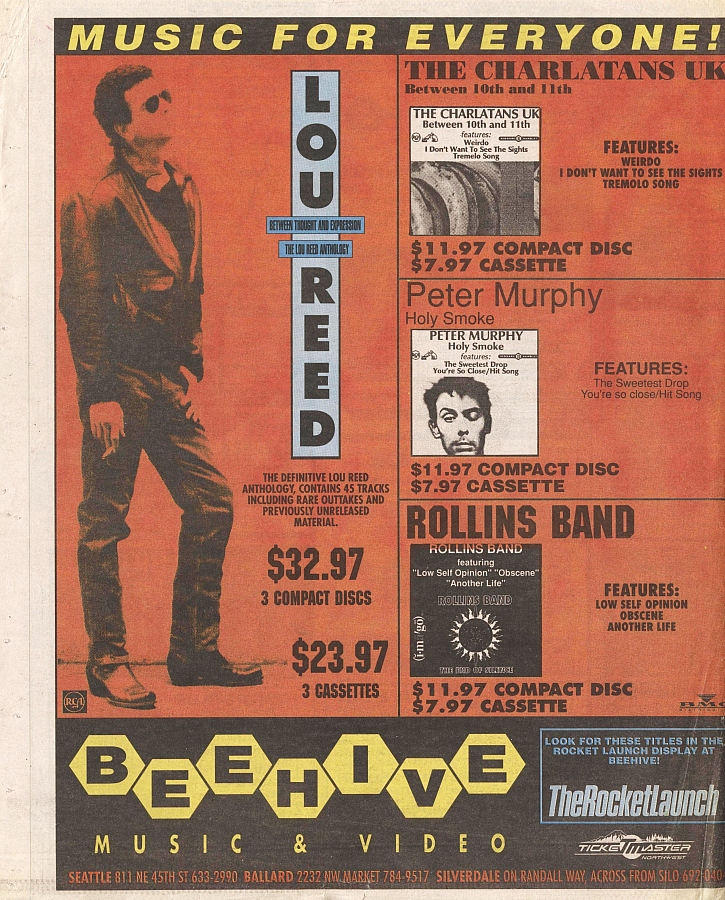 MUSIC FOR EVERYONE!
LOU
BETWEEN THOUGHT AND EXPRESSION
THE LOU REED ANTHOLOGY
REED
THE DEFINITIVE LOU REED
ANTHOLOGY, CONTAINS 45 TRACKS
INCLUDING RARE OUTTAKES AND
PREVIOUSLY UNRELEASED
MATERIAL.
$32.97
3 COMPACT DISCS
$23.97
3 CASSETTES
RCA
THE CHARLATANS UK
Between 10th and 11th
THE CHARLATANS UK
Between 10th and 11th
features:
Weirdo
I Don't Want To See The Sights
Tremelo Song
FEATURES:
WEIRDO
I DON'T WANT TO SEE THE SIGHTS
TREMOLO SONG
$11.97 COMPACT DISC
$7.97 CASSETTE
Peter Murphy
Holy Smoke
PETER MURPHY
Holy Smoke
features:
The Sweetest Drop
You're So Close/Hit Song
FEATURES:
The Sweetest Drop
You're so close/Hit Song
$11.97 COMPACT DISC
$7.97 CASSETTE
ROLLINS BAND
ROLLINS BAND
featuring
"Low Self Opinion" "Obscene"
"Another Life"
ROLLINS BAND
THE END OF SILENCE
FEATURES:
LOW SELF OPINION
OBSCENE
ANOTHER LIFE
$11.97 COMPACT DISC
$7.97 CASSETTE
BMG
BEEHIVE
MUSIC & VIDEO
LOOK FOR THESE TITLES IN THE
ROCKET LAUNCH DISPLAY AT
BEEHIVE!
TheRocketLaunch
TICKETMASTER
NORTHWEST
SEATTLE 811 NE 45TH ST 633-2990 BALLARD 2232 NW MARKET 784-9517 SILVERDALE ON RANDALL WAY, ACROSS FROM SILO